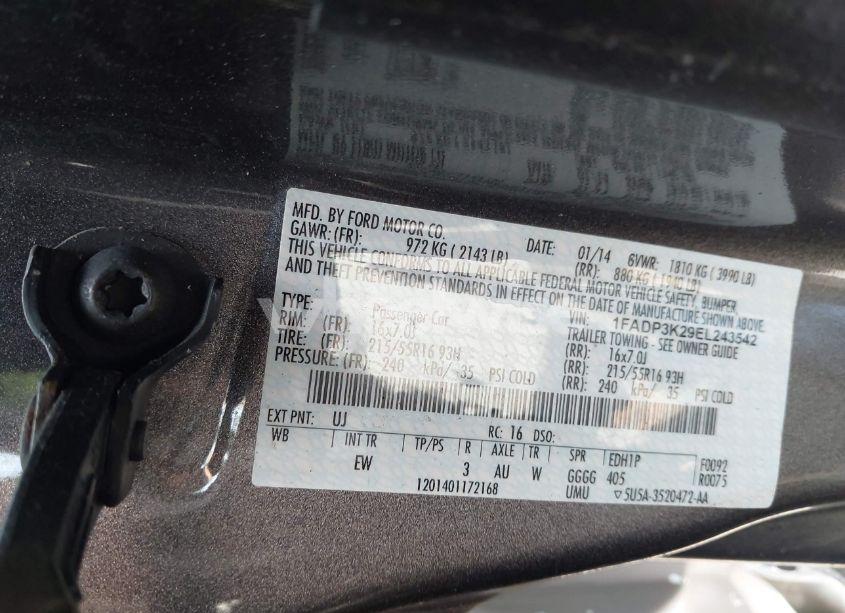 MFD. BY FORD MOTOR CO. DATE: 01/14 GVWR: 1810 KG ( 3990 LB)
GAWR: (FR): 972 KG ( 2143 LB) (RR): 886 KG
THIS VEHICLE CONFORMS TO ALL APPLICABLE FEDERAL MOTOR VEHICLE SAFETY, BUMPER,
AND THEFT PREVENTION STANDARDS IN EFFECT ON THE DATE OF MANUFACTURE SHOWN ABOVE.
VIN: 1FADP3K29EL243542
TYPE: Passenger Car TRAILER TOWING - SEE OWNER GUIDE
RIM: (FR): 16x7.0J (RR): 16x7.0J
TIRE: (FR): 215/55R16 93H (RR): 215/55R16 93H
PRESSURE: (FR): 240 kPa/ 35 PSI COLD (RR): 240 kPa/ 35 PSI COLD
EXT PNT: UJ RC: 16 DSO:
WB INT TR TP/PS R AXLE TR SPR EDH1P F0092
EW 3 AU W GGGG 405 R0075
1201401172168 UMU ▽5U5A-3520472-AA